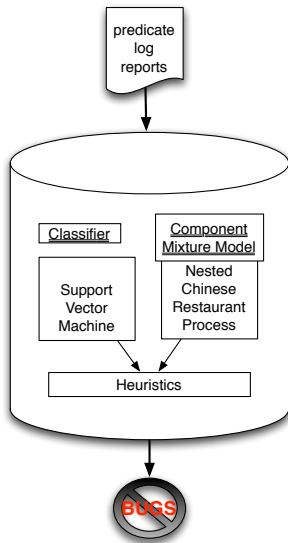 predicate
log
reports
Classifier
Component
Mixture Model
Support
Vector
Machine
Nested
Chinese
Restaurant
Process
Heuristics
BUGS